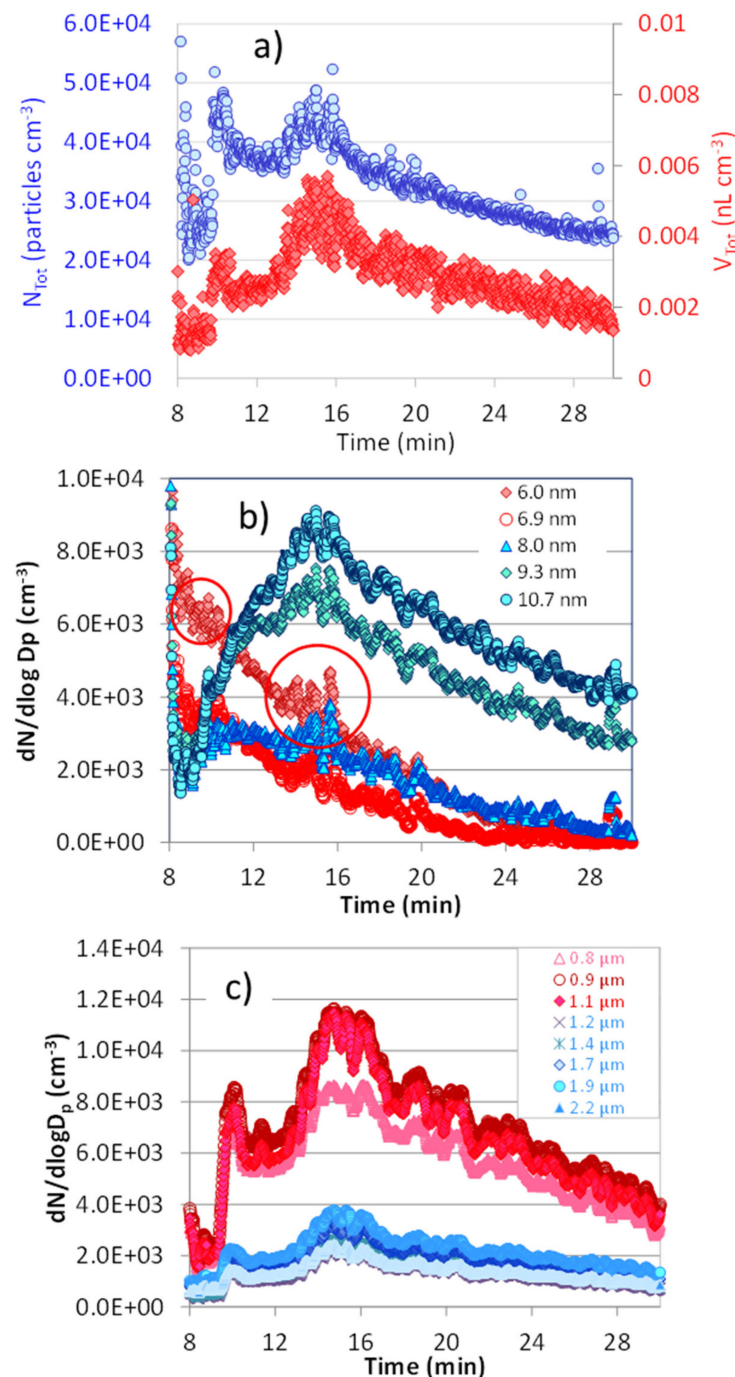 a)
N_Tot (particles cm⁻³)
6.0E+04
5.0E+04
4.0E+04
3.0E+04
2.0E+04
1.0E+04
0.0E+00
0.01
0.008
0.006
0.004
0.002
0
V_Tot (nL cm⁻³)
8 12 16 20 24 28
Time (min)
b)
dN/dlog Dp (cm⁻³)
1.0E+04
8.0E+03
6.0E+03
4.0E+03
2.0E+03
0.0E+00
6.0 nm
6.9 nm
8.0 nm
9.3 nm
10.7 nm
8 12 16 20 24 28
Time (min)
c)
dN/dlogD_p (cm⁻³)
1.4E+04
1.2E+04
1.0E+04
8.0E+03
6.0E+03
4.0E+03
2.0E+03
0.0E+00
0.8 µm
0.9 µm
1.1 µm
1.2 µm
1.4 µm
1.7 µm
1.9 µm
2.2 µm
8 12 16 20 24 28
Time (min)